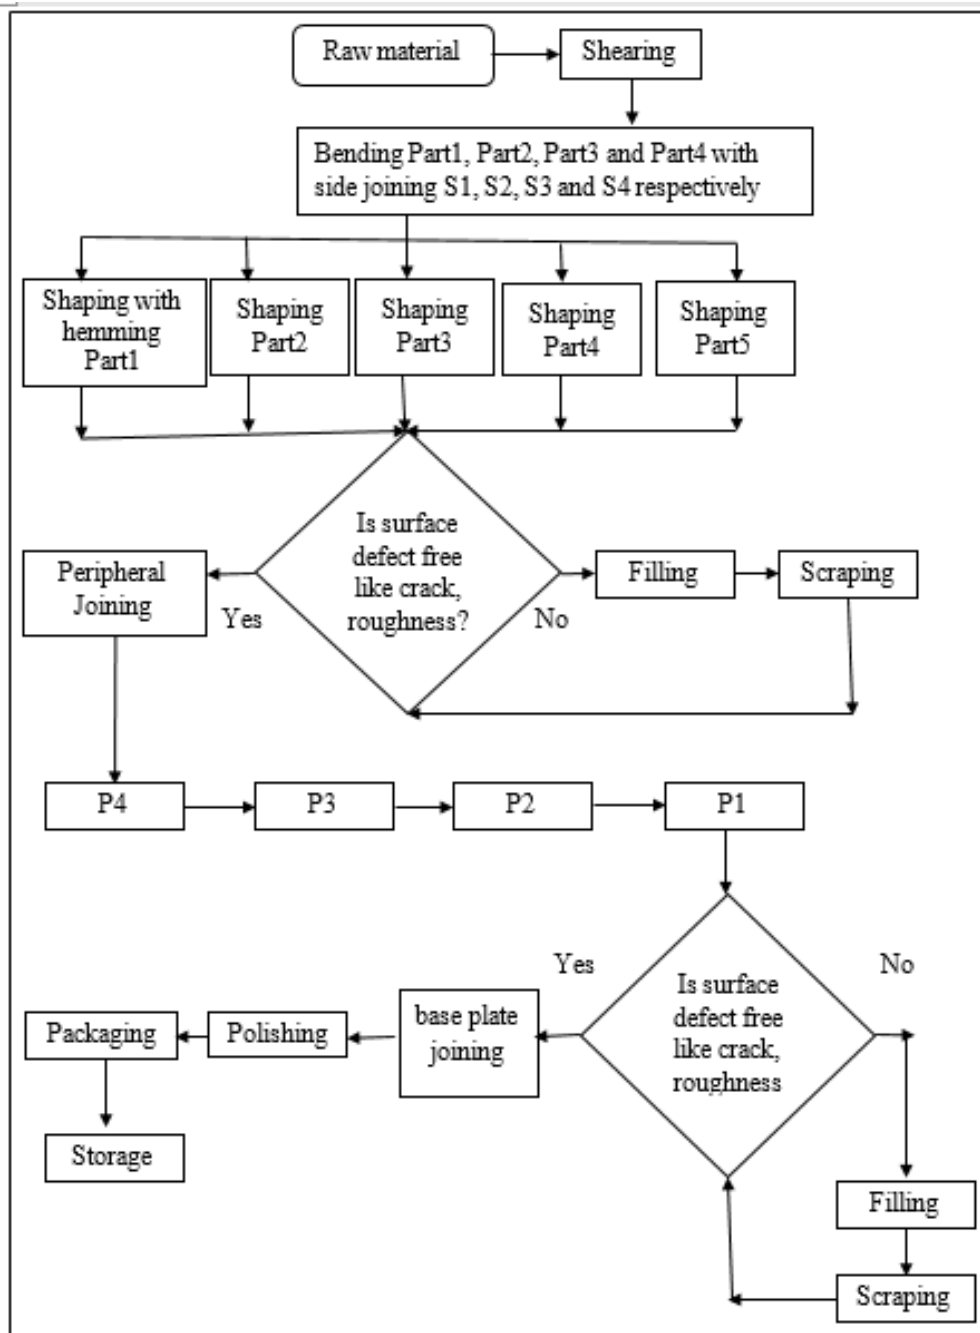 Raw material
Shearing
Bending Part1, Part2, Part3 and Part4 with
side joining S1, S2, S3 and S4 respectively
Shaping with
hemming
Part1
Shaping
Part2
Shaping
Part3
Shaping
Part4
Shaping
Part5
Is surface
defect free
like crack,
roughness?
Peripheral
Joining
Yes
No
Filling
Scraping
P4
P3
P2
P1
Yes
No
Is surface
defect free
like crack,
roughness
base plate
joining
Polishing
Packaging
Storage
Filling
Scraping